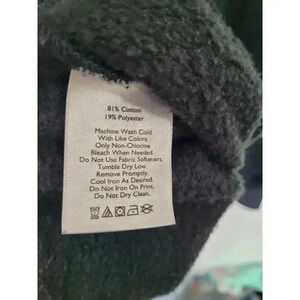 81% Cotton
19% Polyester
Machine Wash Cold
With Like Colors.
Only Non-Chlorine
Bleach When Needed.
Do Not Use Fabric Softeners.
Tumble Dry Low.
Remove Promptly.
Cool Iron As Desired.
Do Not Iron On Print.
Do Not Dry Clean.